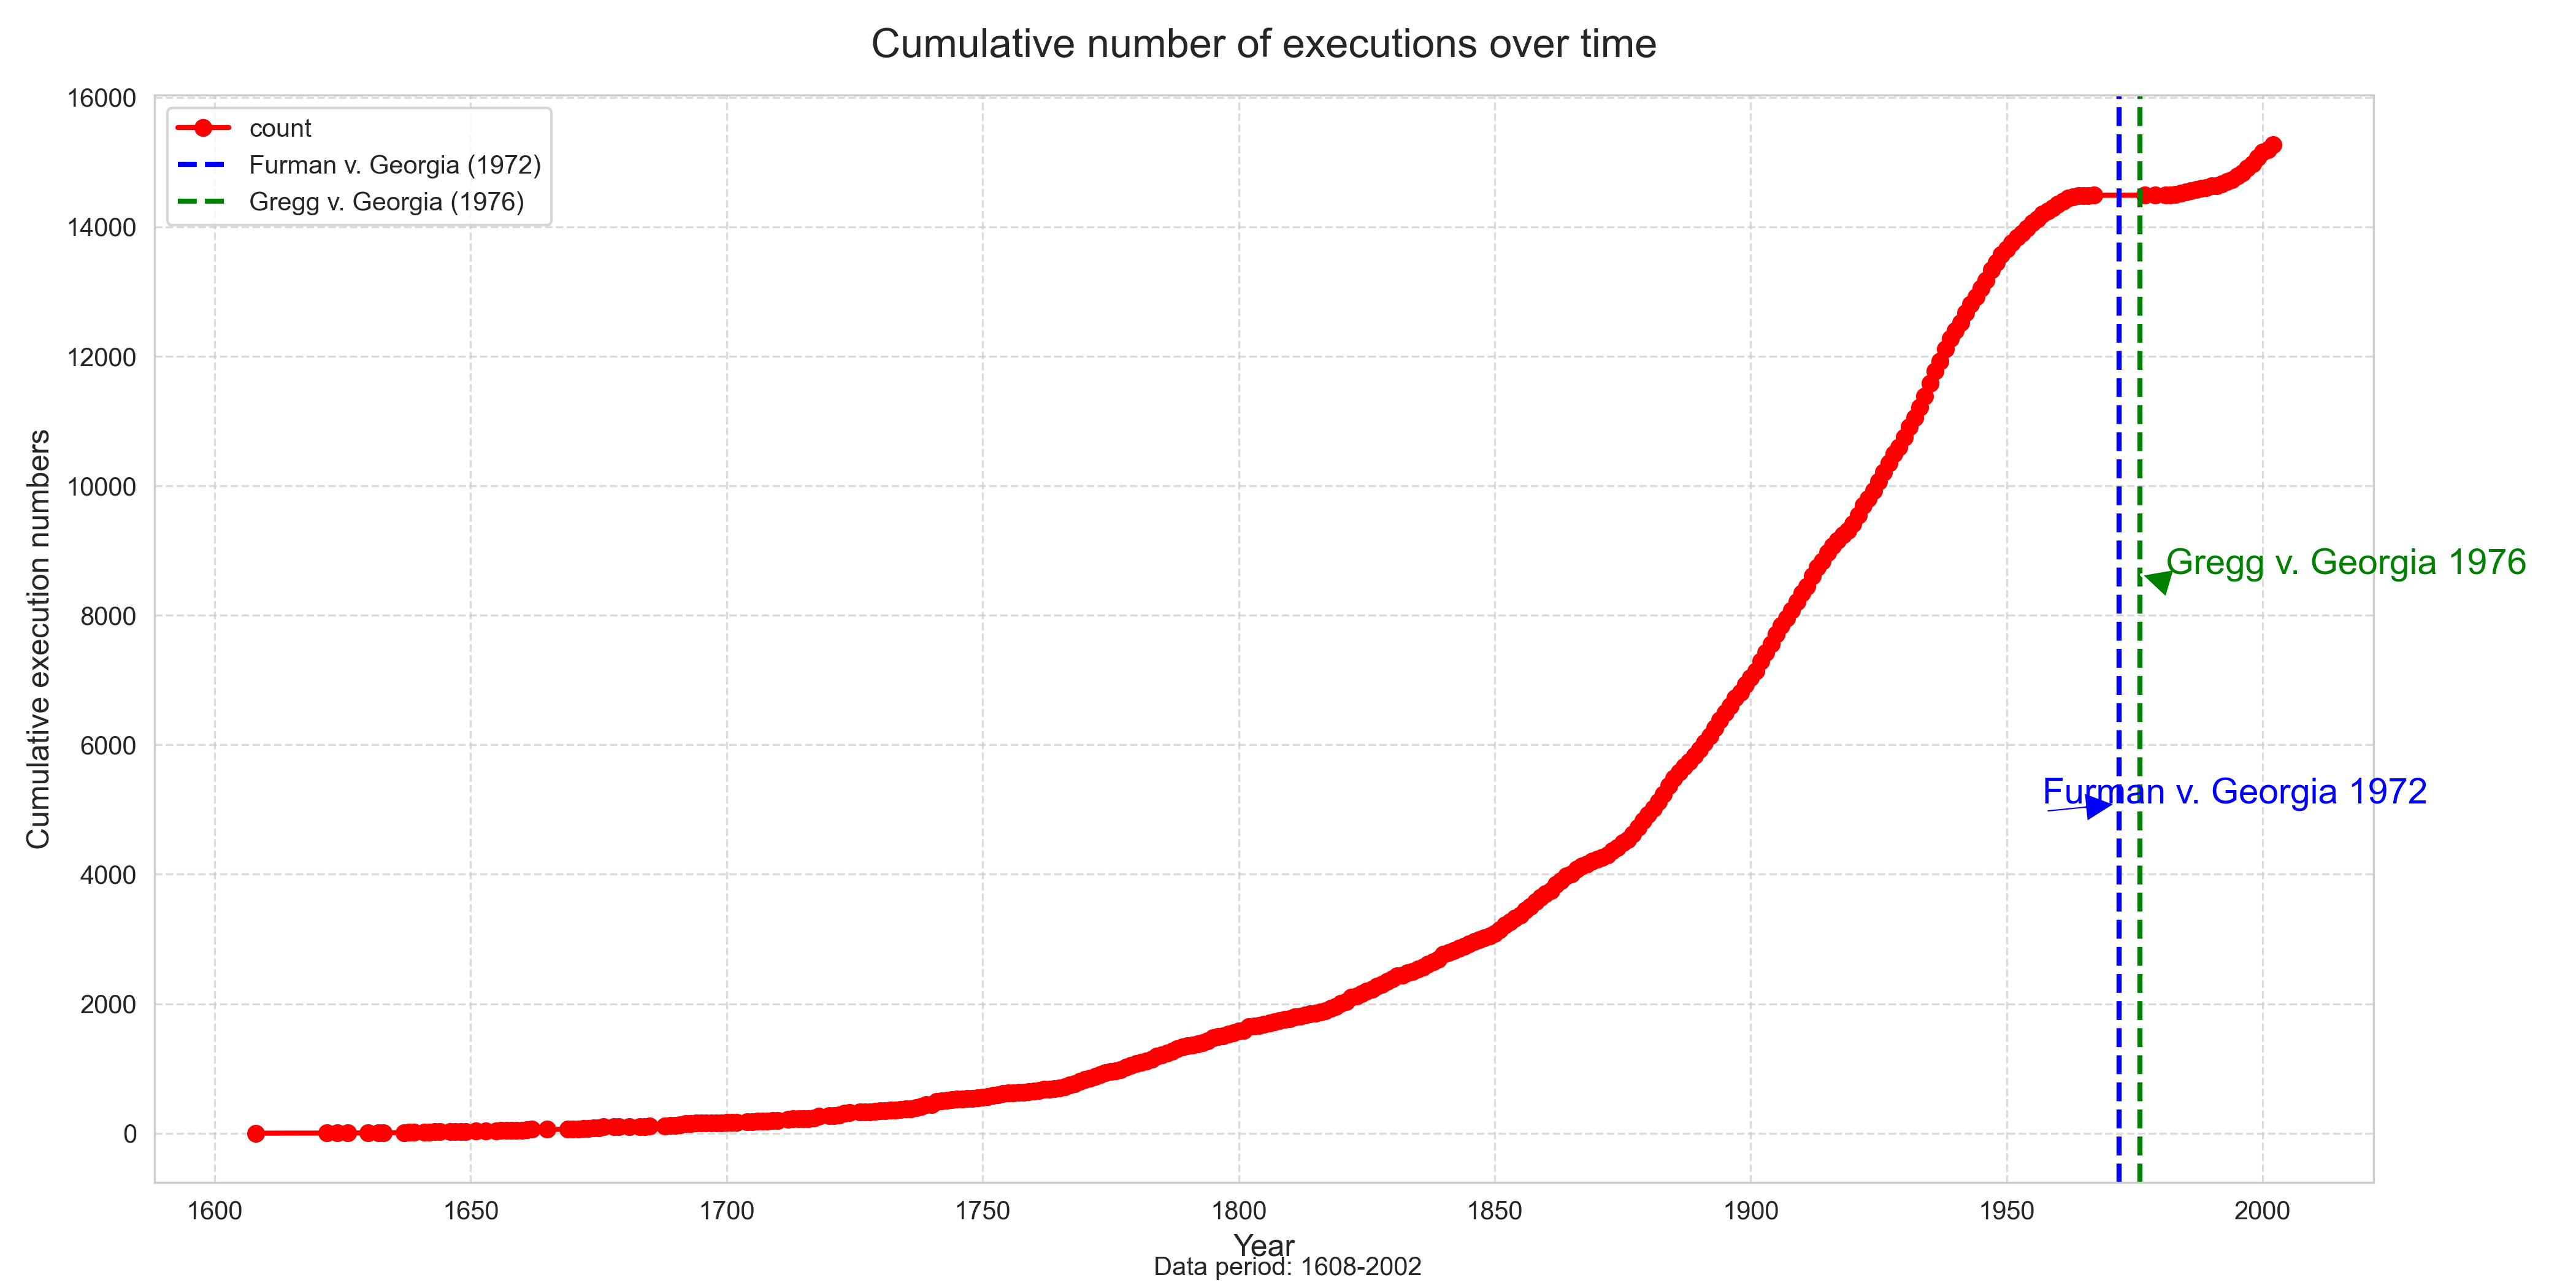 Cumulative number of executions over time
16000
14000
12000
10000
8000
6000
4000
2000
0
Cumulative execution numbers
count
Furman v. Georgia (1972)
Gregg v. Georgia (1976)
Gregg v. Georgia 1976
Furman v. Georgia 1972
1600 1650 1700 1750 1800 1850 1900 1950 2000
Year
Data period: 1608-2002